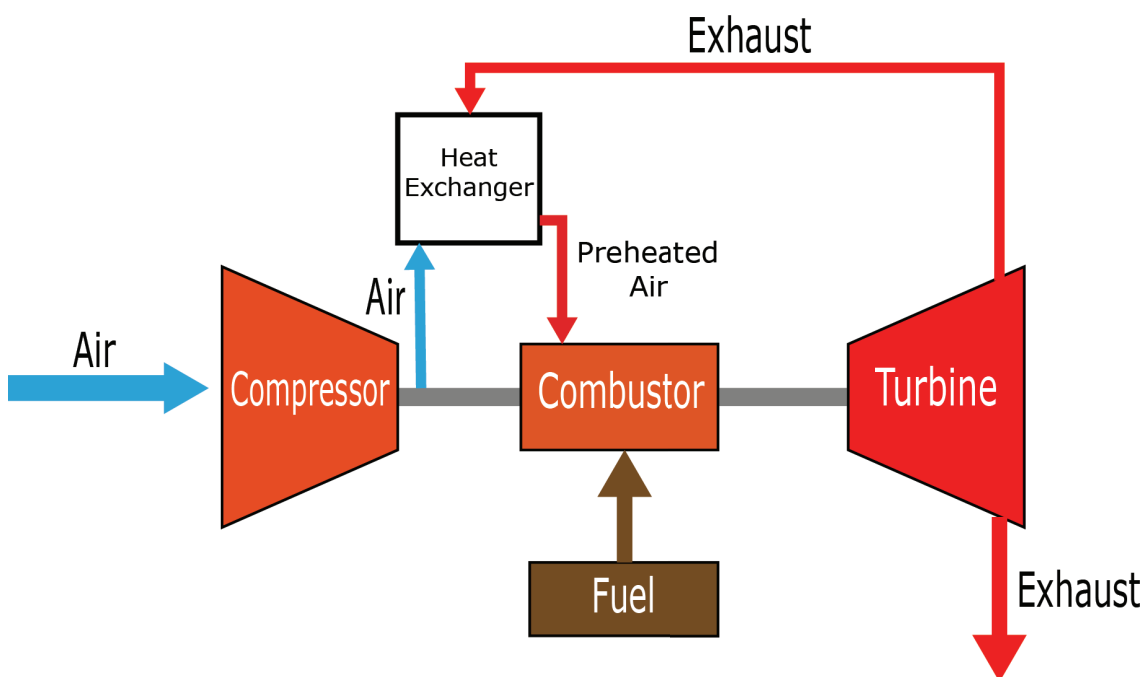 Exhaust
Heat
Exchanger
Preheated
Air
Air
Air
Compressor
Combustor
Turbine
Fuel
Exhaust